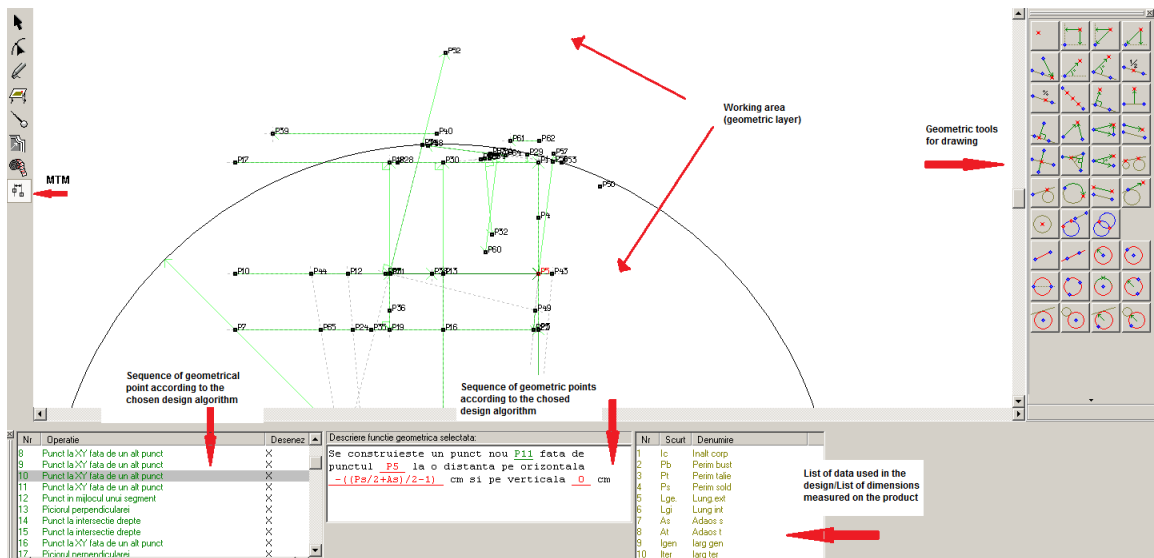 P52
Working area
(geometric layer)
Geometric tools
for drawing
P39
P40
P61
P62
P29
P57
P53
P17
P28
P30
P1
P50
MTM
P4
P32
P60
P10
P44
P12
P13
P5
P43
P36
P49
P7
P65
P24
P35
P19
P16
Sequence of geometrical
point according to the
chosen design algorithm
Sequence of geometric points
according to the chosed
design algorithm
Nr Operatie Desenez
8 Punct la XY fata de un alt punct X
9 Punct la XY fata de un alt punct X
10 Punct la XY fata de un alt punct X
11 Punct la XY fata de un alt punct X
12 Punct in mijlocul unui segment X
13 Piciorul perpendicularei X
14 Punct la intersectie drepte X
15 Punct la intersectie drepte X
16 Punct la XY fata de un alt punct X
17 Piciorul perpendicularei X
Descriere functie geometrica selectata:
Se construieste un punct nou P11 fata de
punctul P5 la o distanta pe orizontala
-((Ps/2+As)/2-1) cm si pe verticala 0 cm
Nr Scurt Denumire
1 Ic Inalt corp
2 Pb Perim bust
3 Pt Perim talie
4 Ps Perim sold
5 Lge. Lung ext
6 Lgi Lung int
7 As Adaos s
8 At Adaos t
9 lgen larg gen
10 lter larg ter
List of data used in the
design/List of dimensions
measured on the product